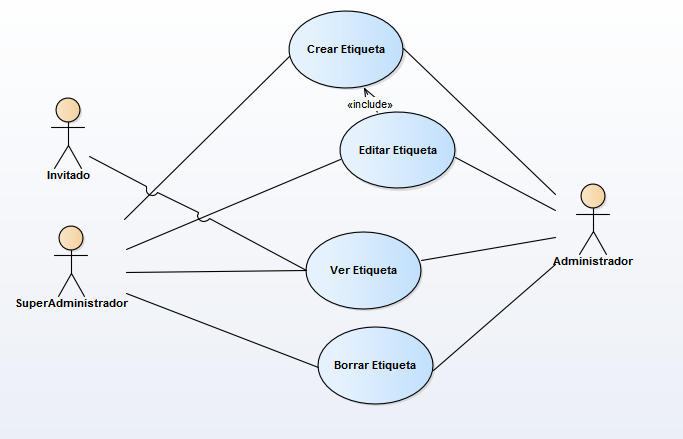 Crear Etiqueta
«include»
Editar Etiqueta
Invitado
Ver Etiqueta
Administrador
SuperAdministrador
Borrar Etiqueta